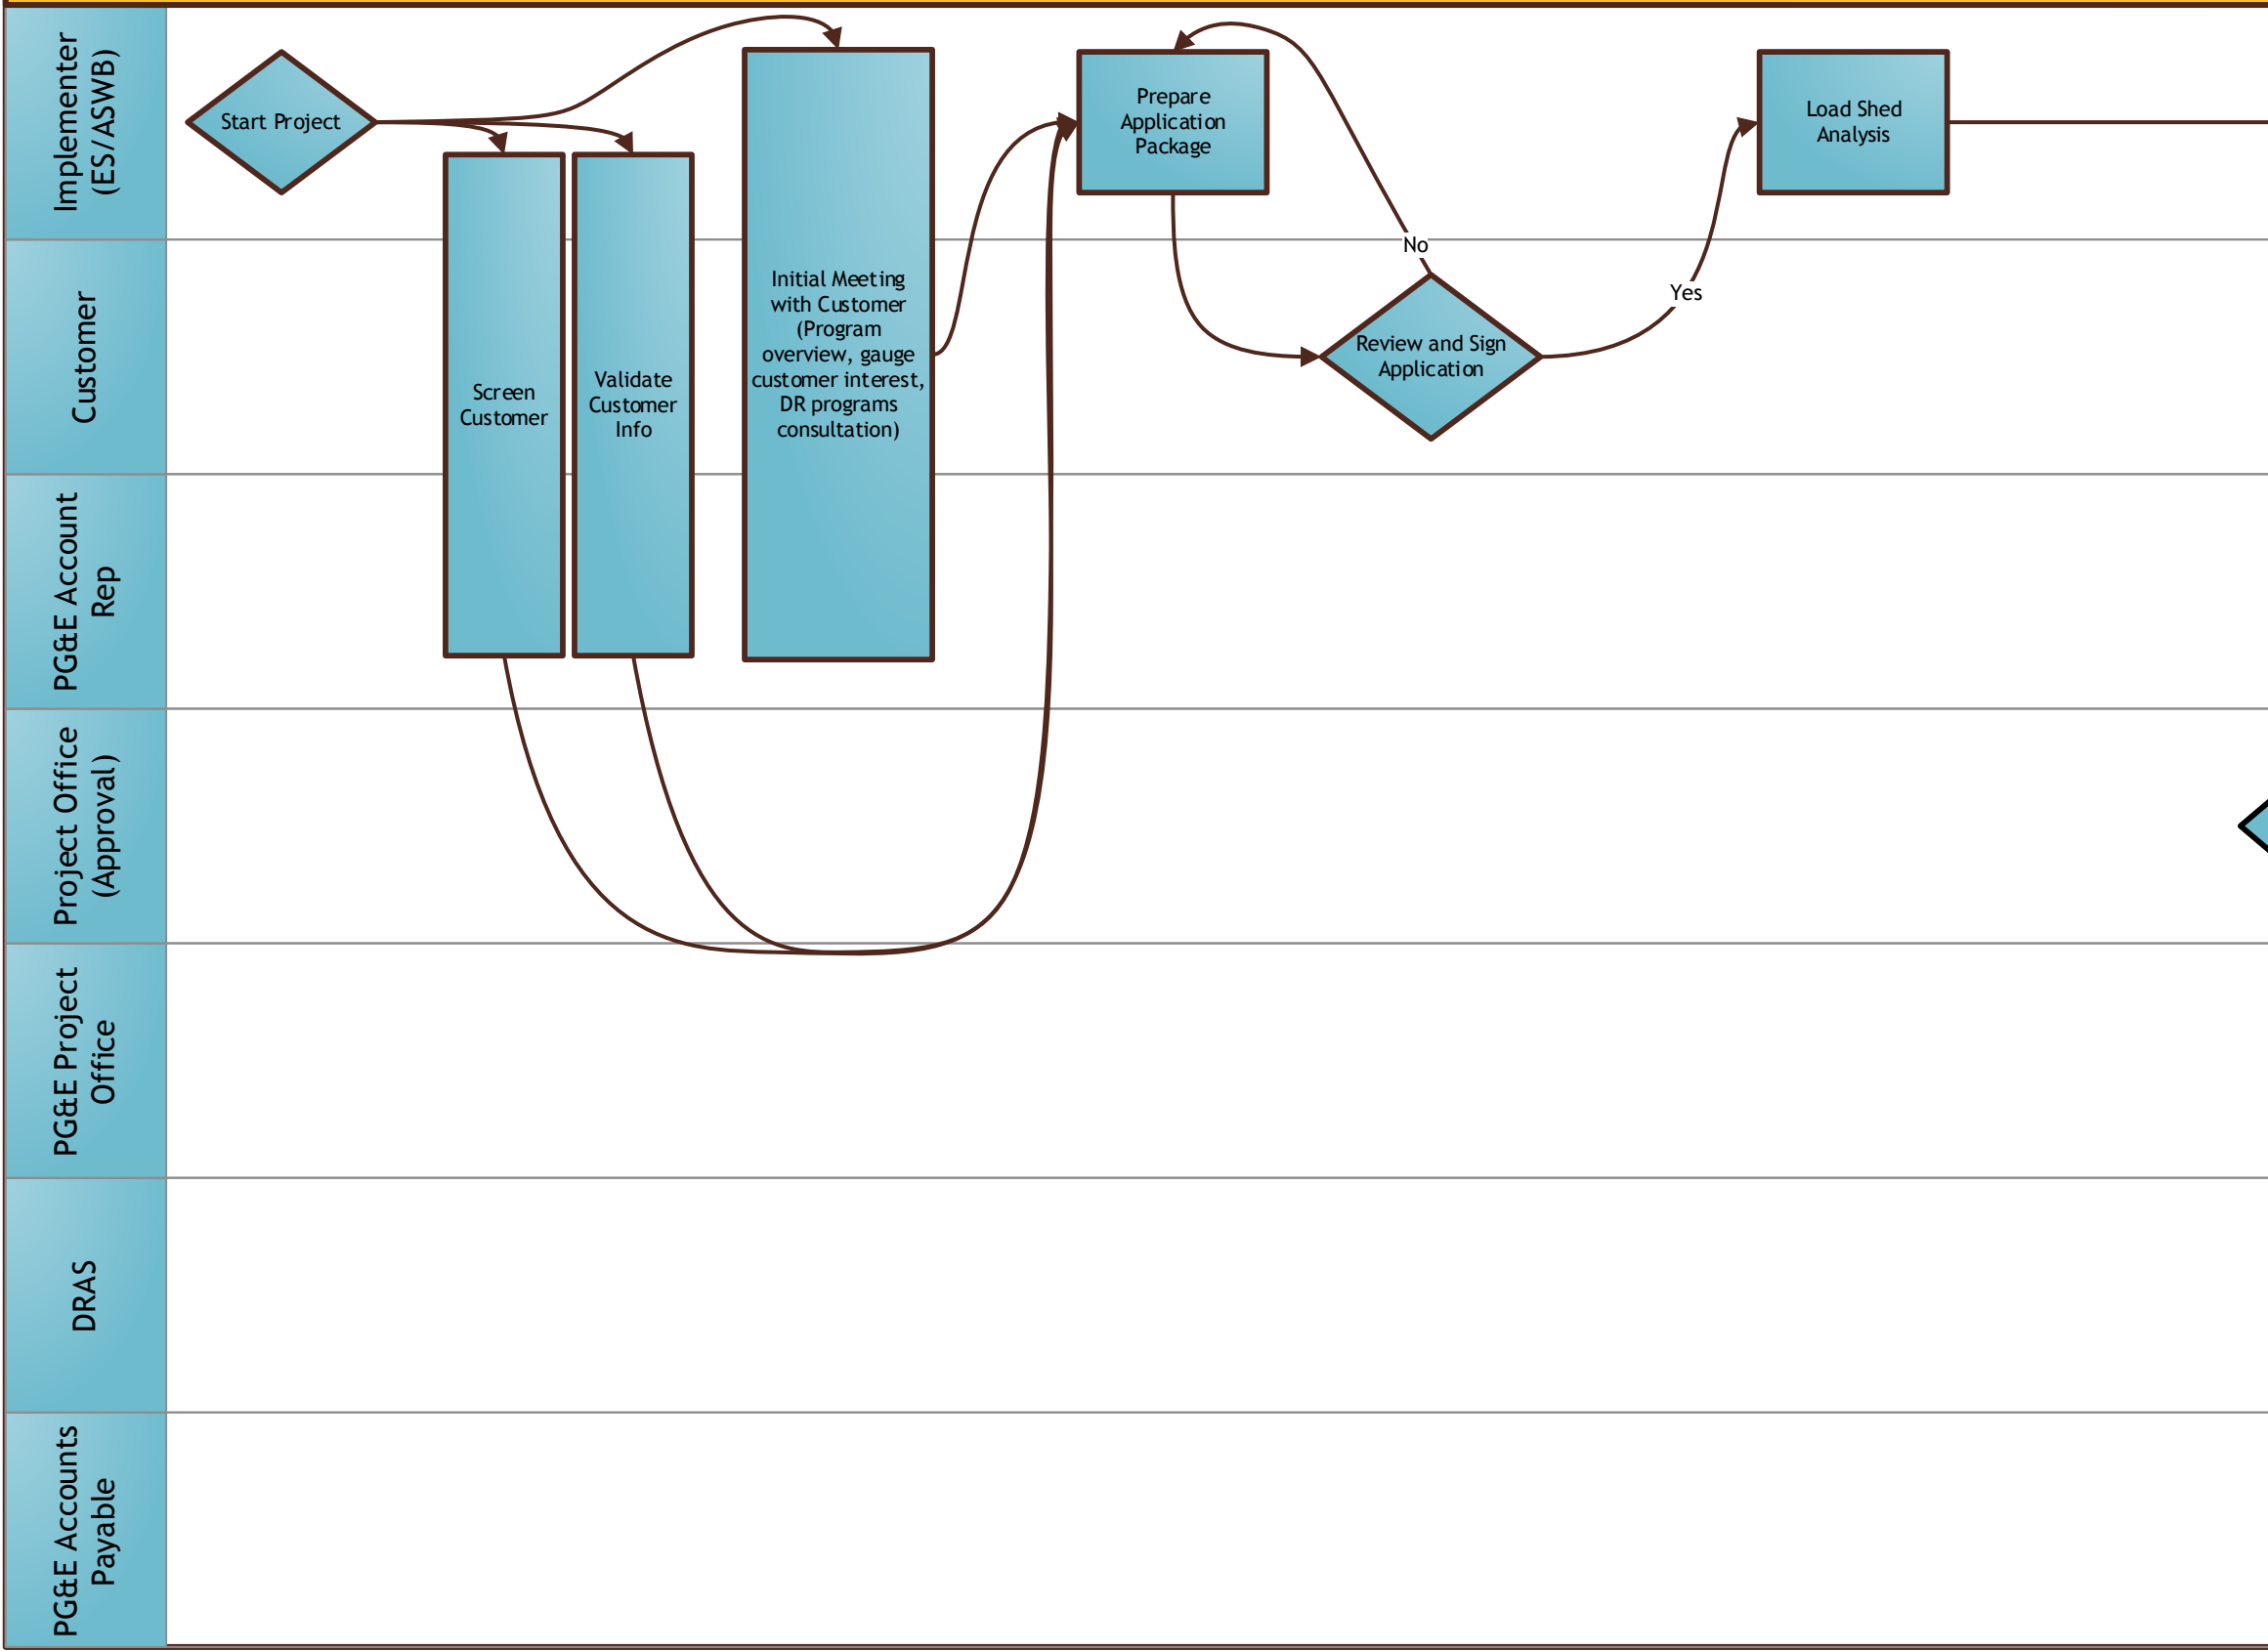 Implementer
(ES/ASWB)
Customer
PG&E Account
Rep
Project Office
(Approval)
PG&E Project
Office
DRAS
PG&E Accounts
Payable
Start Project
Screen
Customer
Validate
Customer
Info
Initial Meeting
with Customer
(Program
overview, gauge
customer interest,
DR programs
consultation)
Prepare
Application
Package
No
Review and Sign
Application
Yes
Load Shed
Analysis